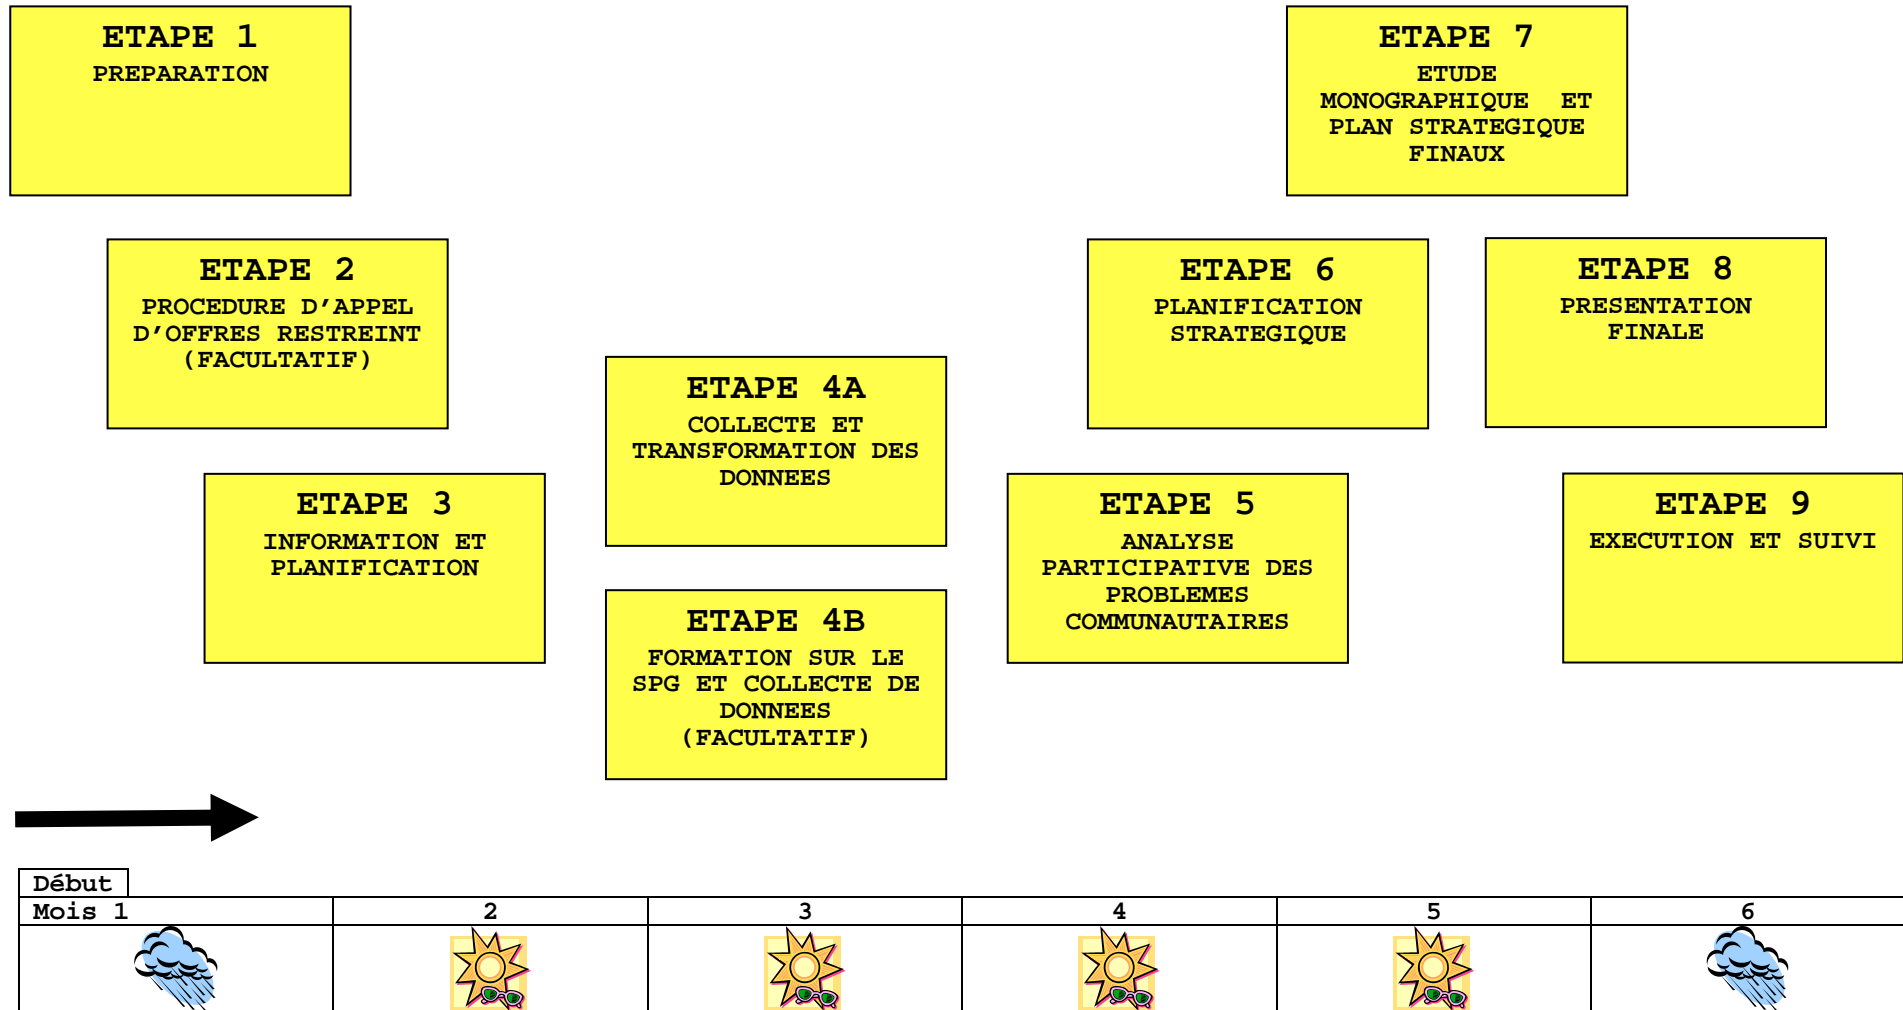 ETAPE 1
PREPARATION
ETAPE 2
PROCEDURE D'APPEL
D'OFFRES RESTREINT
(FACULTATIF)
ETAPE 3
INFORMATION ET
PLANIFICATION
ETAPE 4A
COLLECTE ET
TRANSFORMATION DES
DONNEES
ETAPE 4B
FORMATION SUR LE
SPG ET COLLECTE DE
DONNEES
(FACULTATIF)
ETAPE 5
ANALYSE
PARTICIPATIVE DES
PROBLEMES
COMMUNAUTAIRES
ETAPE 6
PLANIFICATION
STRATEGIQUE
ETAPE 7
ETUDE
MONOGRAPHIQUE ET
PLAN STRATEGIQUE
FINAUX
ETAPE 8
PRESENTATION
FINALE
ETAPE 9
EXECUTION ET SUIVI
Début
Mois 1 2 3 4 5 6